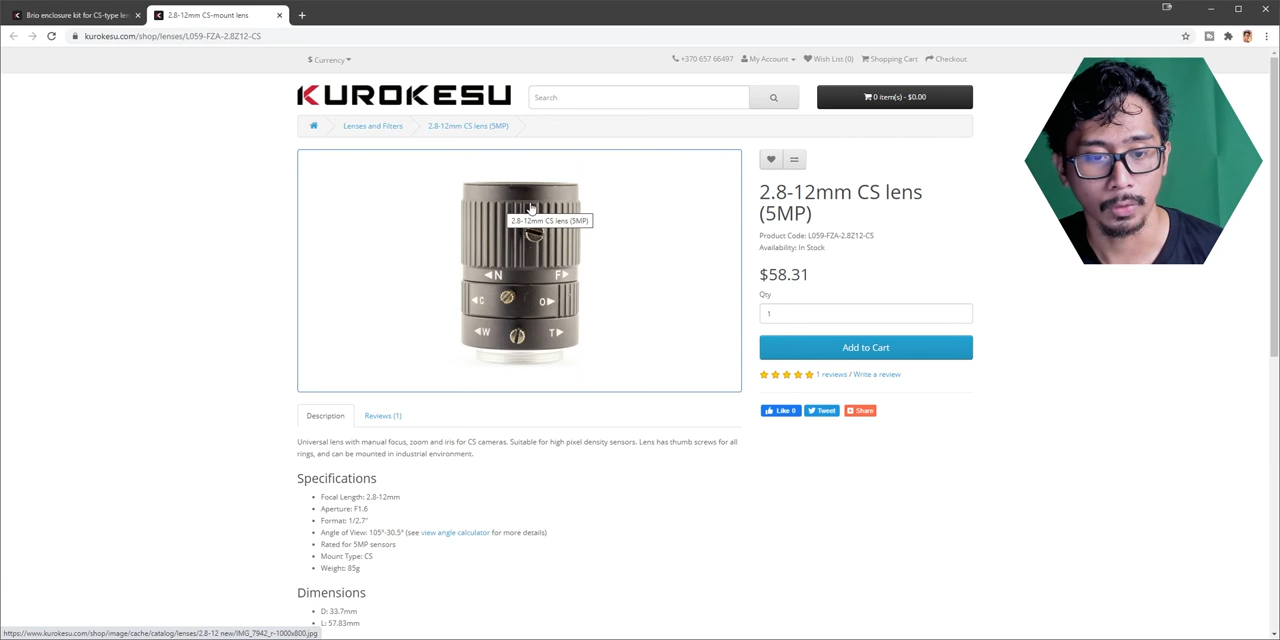 Brio enclosure kit for CS-type len
2.8-12mm CS-mount lens
kurokesu.com/shop/lenses/L059-FZA-2.8Z12-CS
$ Currency
+370 657 66497 My Account Wish List (0) Shopping Cart Checkout
KUROKESU
Search
0 item(s) - $0.00
Lenses and Filters
2.8-12mm CS lens (5MP)
2.8-12mm CS lens (5MP)
N F
C O
W T
2.8-12mm CS lens
(5MP)
Product Code: L059-FZA-2.8Z12-CS
Availability: In Stock
$58.31
Qty
1
Add to Cart
1 reviews / Write a review
Like 0
Tweet
Share
Description
Reviews (1)
Universal lens with manual focus, zoom and iris for CS cameras. Suitable for high pixel density sensors. Lens has thumb screws for all
rings, and can be mounted in industrial environment.
Specifications
Focal Length: 2.8-12mm
Aperture: F1.6
Format: 1/2.7"
Angle of View: 105°-30.5° (see view angle calculator for more details)
Rated for 5MP sensors
Mount Type: CS
Weight: 85g
Dimensions
D: 33.7mm
L: 57.83mm
https://www.kurokesu.com/shop/image/cache/catalog/lenses/2.8-12 new/IMG_7942_r-1000x800.jpg